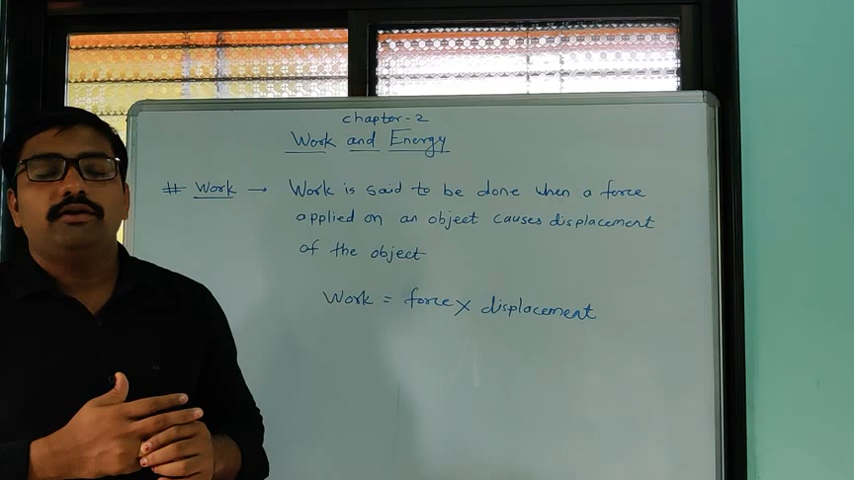 chapter-2
Work and Energy
# Work → Work is said to be done when a force
applied on an object causes displacement
of the object
Work = force × displacement